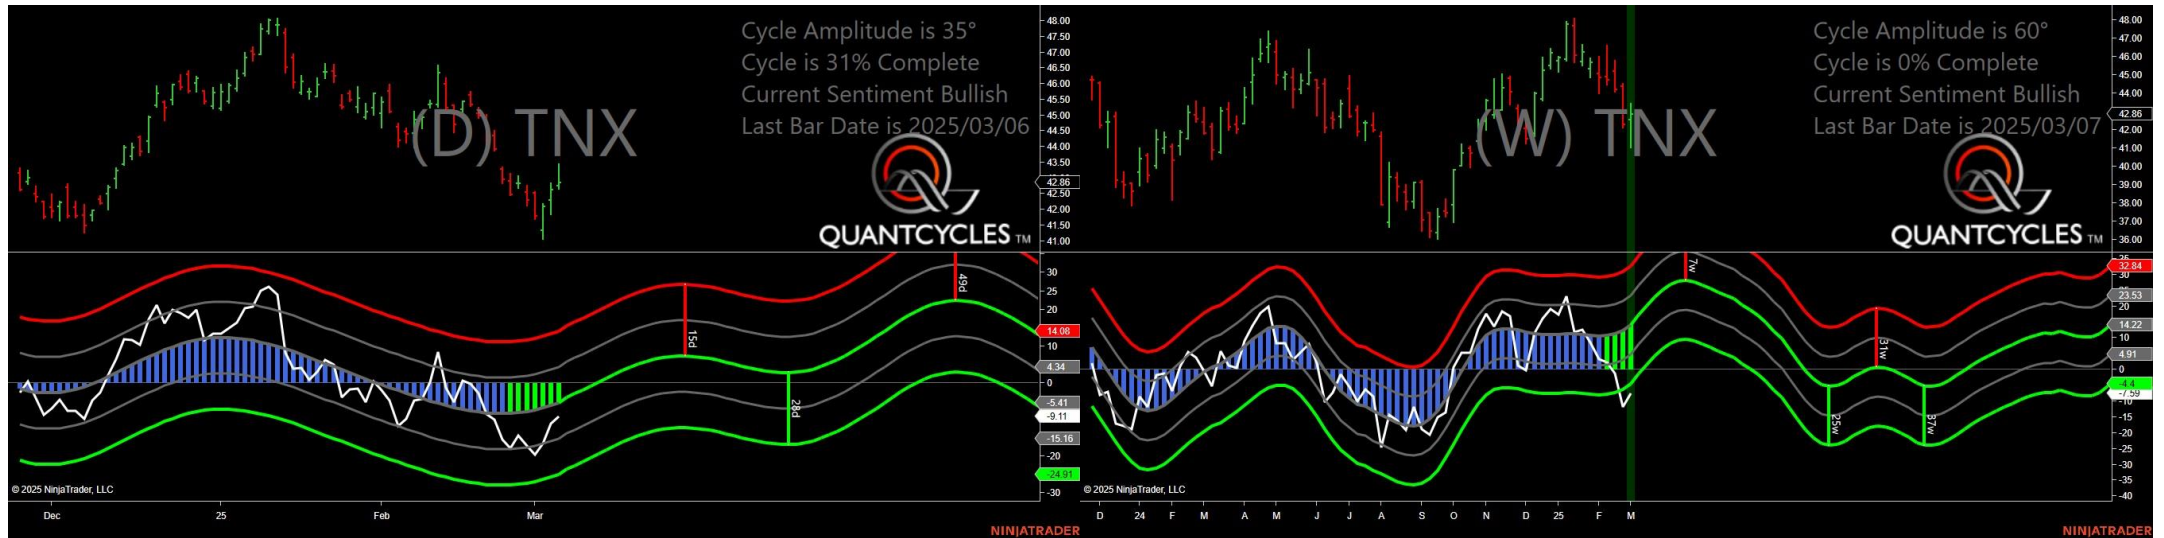 Cycle Amplitude is 35°
Cycle is 31% Complete
Current Sentiment Bullish
Last Bar Date is 2025/03/06
(D) TNX
QUANTCYCLES TM
48.00
47.50
47.00
46.50
46.00
45.50
45.00
44.50
44.00
43.50
42.86
42.50
42.00
41.50
41.00
15d
28d
49d
30
25
20
14.08
10
4.34
0
-5.41
-9.11
-15.16
-20
-24.91
-30
© 2025 NinjaTrader, LLC
Dec 25 Feb Mar
NINJATRADER
Cycle Amplitude is 60°
Cycle is 0% Complete
Current Sentiment Bullish
Last Bar Date is 2025/03/07
(W) TNX
QUANTCYCLES TM
48.00
47.00
46.00
45.00
44.00
42.86
42.00
41.00
40.00
39.00
38.00
37.00
36.00
7w
25w
31w
37w
32.84
30
23.53
20
14.22
10
4.91
0
-4.4
-7.59
-10
-15
-20
-25
-30
-35
-40
© 2025 NinjaTrader, LLC
D 24 F M A M J J A S O N D 25 F M
NINJATRADER